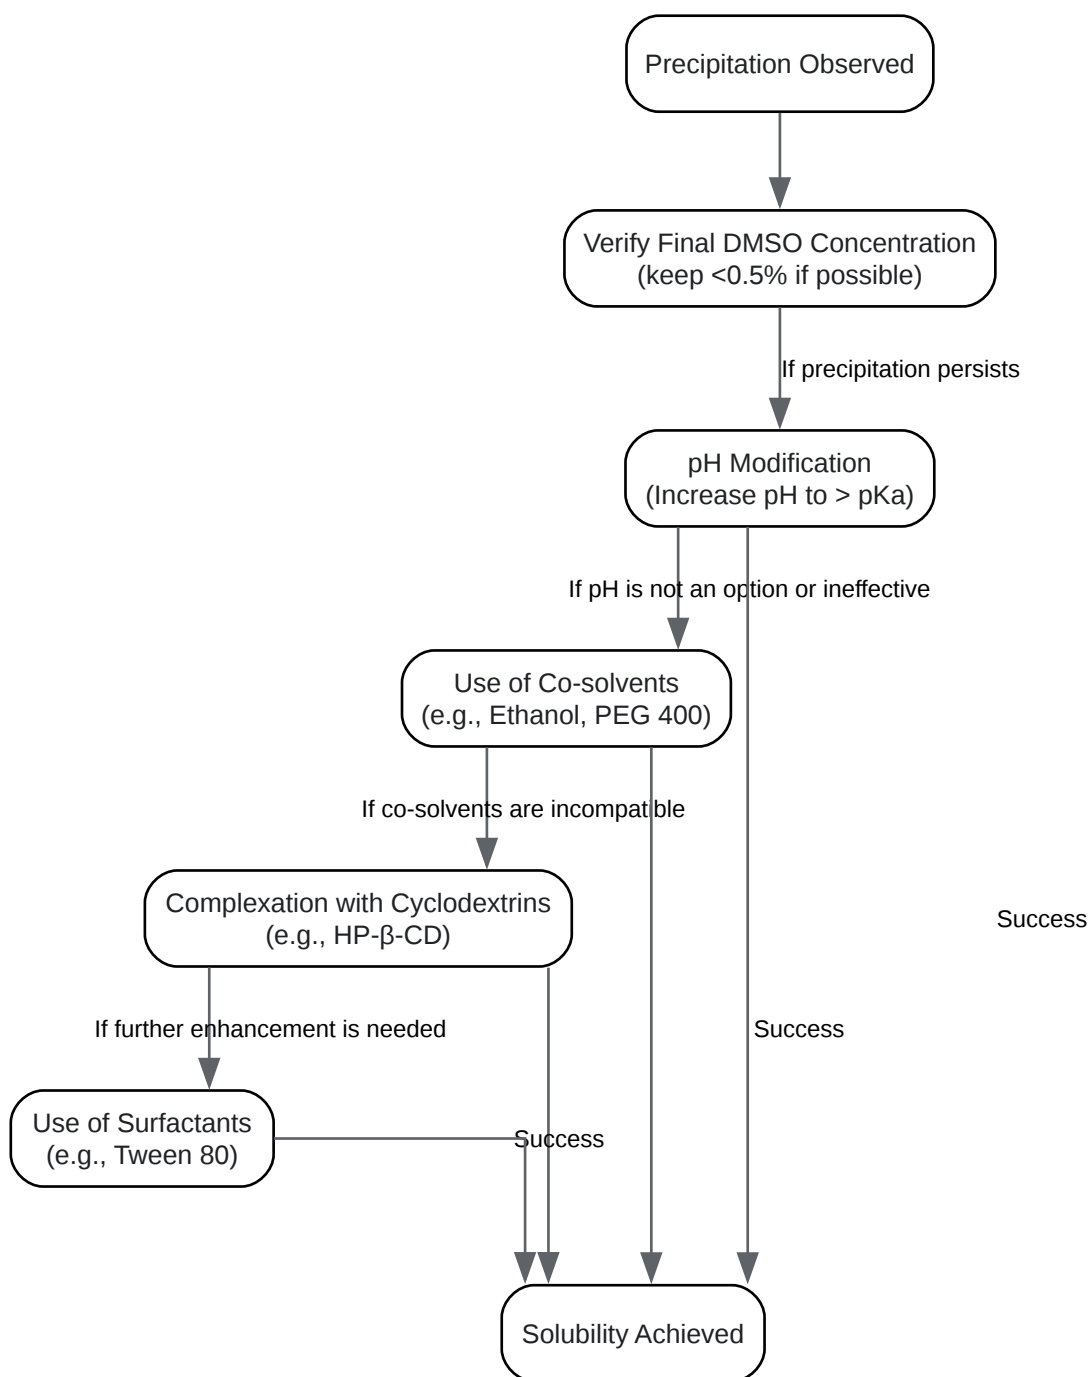 Precipitation Observed
Verify Final DMSO Concentration
(keep <0.5% if possible)
If precipitation persists
pH Modification
(Increase pH to > pKa)
If pH is not an option or ineffective
Use of Co-solvents
(e.g., Ethanol, PEG 400)
If co-solvents are incompatible
Complexation with Cyclodextrins
(e.g., HP-β-CD)
Success
If further enhancement is needed
Success
Use of Surfactants
(e.g., Tween 80)
Success
Solubility Achieved